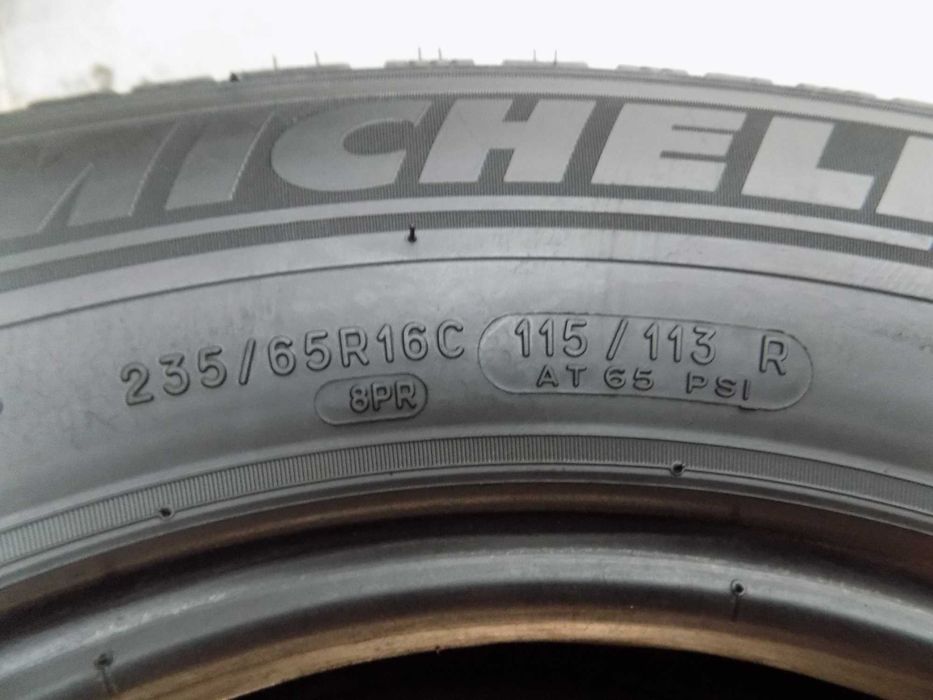 MICHELI
235/65R16C 115/113 R
8PR AT 65 PSI